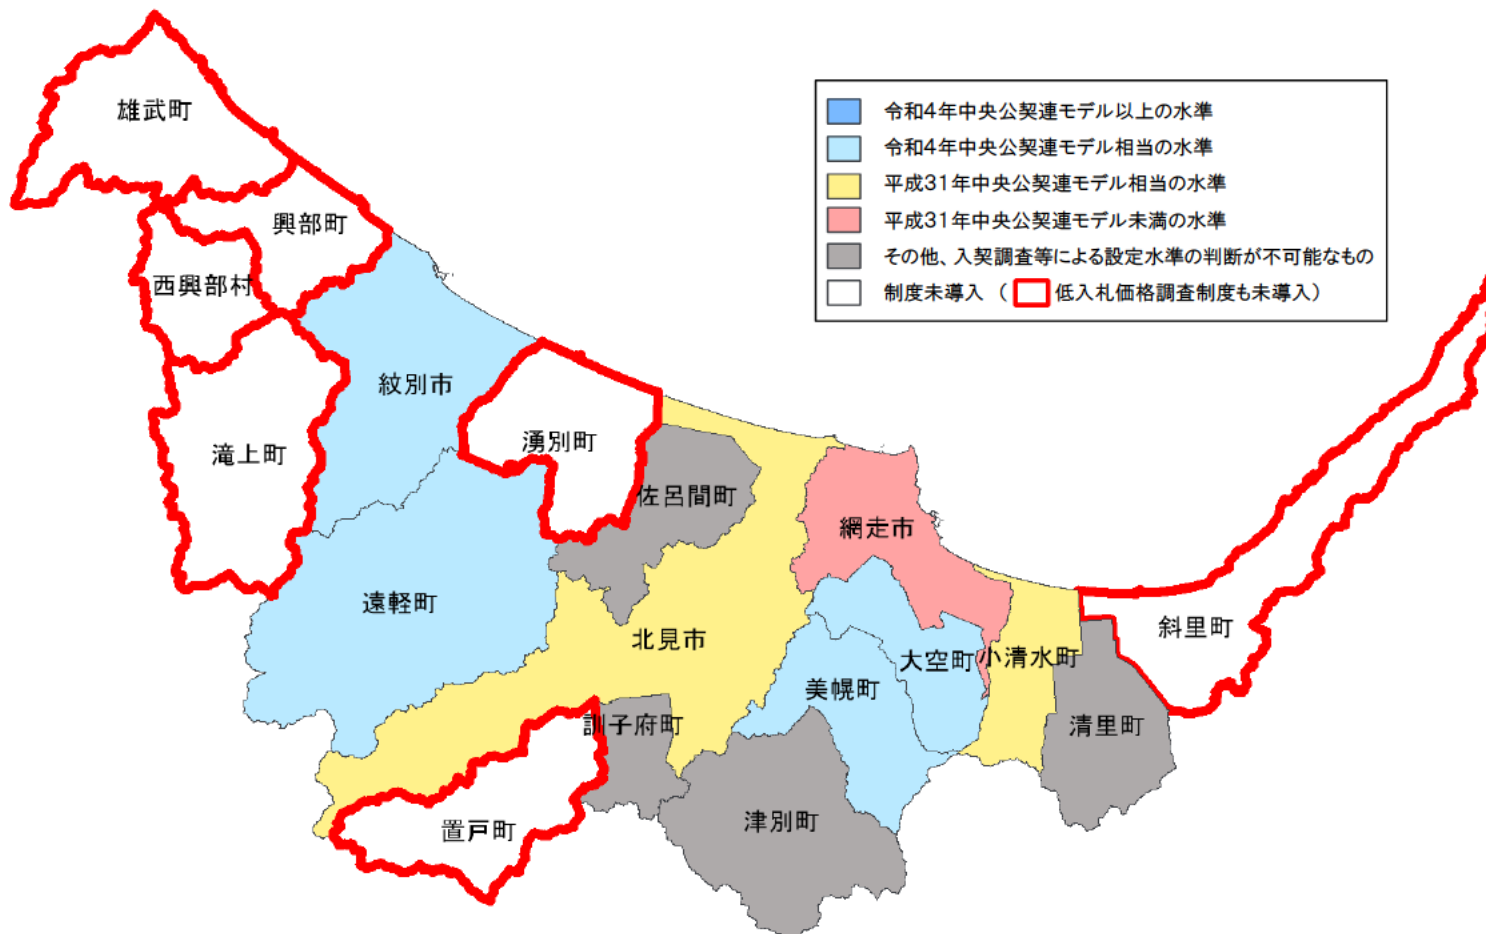 雄武町
令和4年中央公契連モデル以上の水準
令和4年中央公契連モデル相当の水準
平成31年中央公契連モデル相当の水準
平成31年中央公契連モデル未満の水準
その他、入契調査等による設定水準の判断が不可能なもの
制度未導入 ( 低入札価格調査制度も未導入)
興部町
西興部村
紋別市
湧別町
滝上町
佐呂間町
網走市
遠軽町
北見市
斜里町
大空町
小清水町
美幌町
訓子府町
清里町
津別町
置戸町